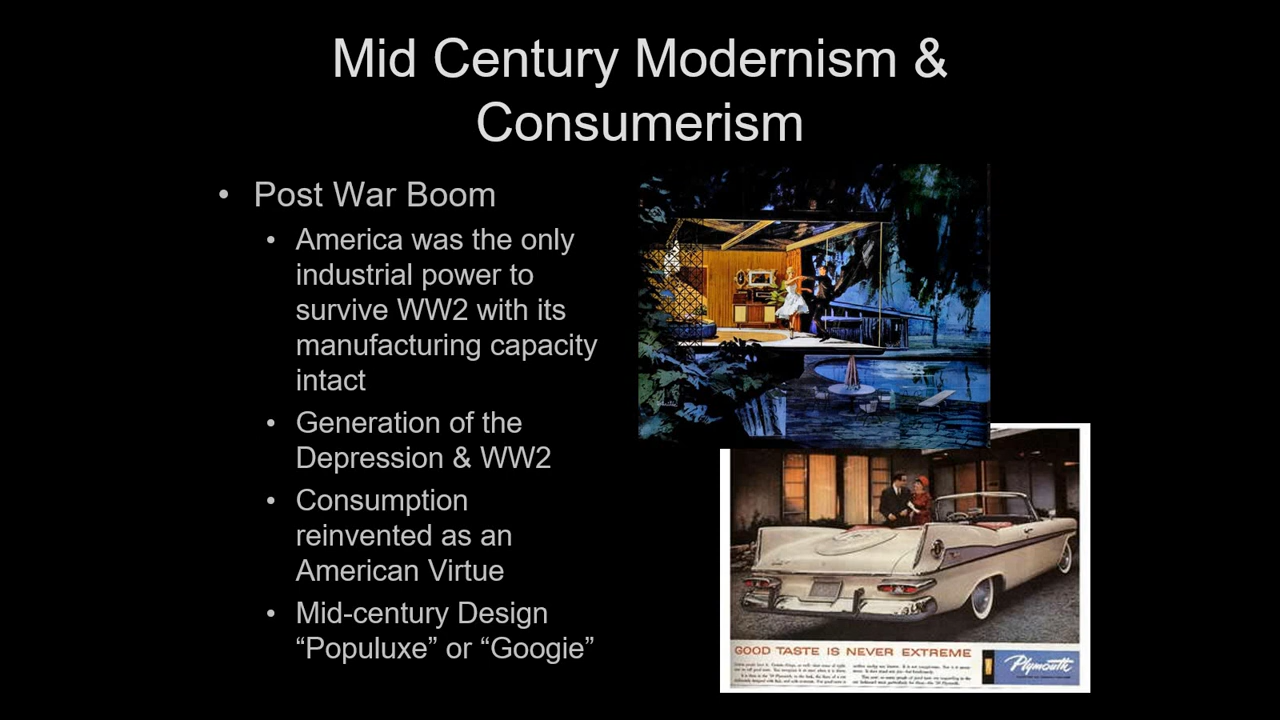 Mid Century Modernism &
Consumerism
• Post War Boom
• America was the only
industrial power to
survive WW2 with its
manufacturing capacity
intact
• Generation of the
Depression & WW2
• Consumption
reinvented as an
American Virtue
• Mid-century Design
“Populuxe” or “Googie”
GOOD TASTE IS NEVER EXTREME
Plymouth